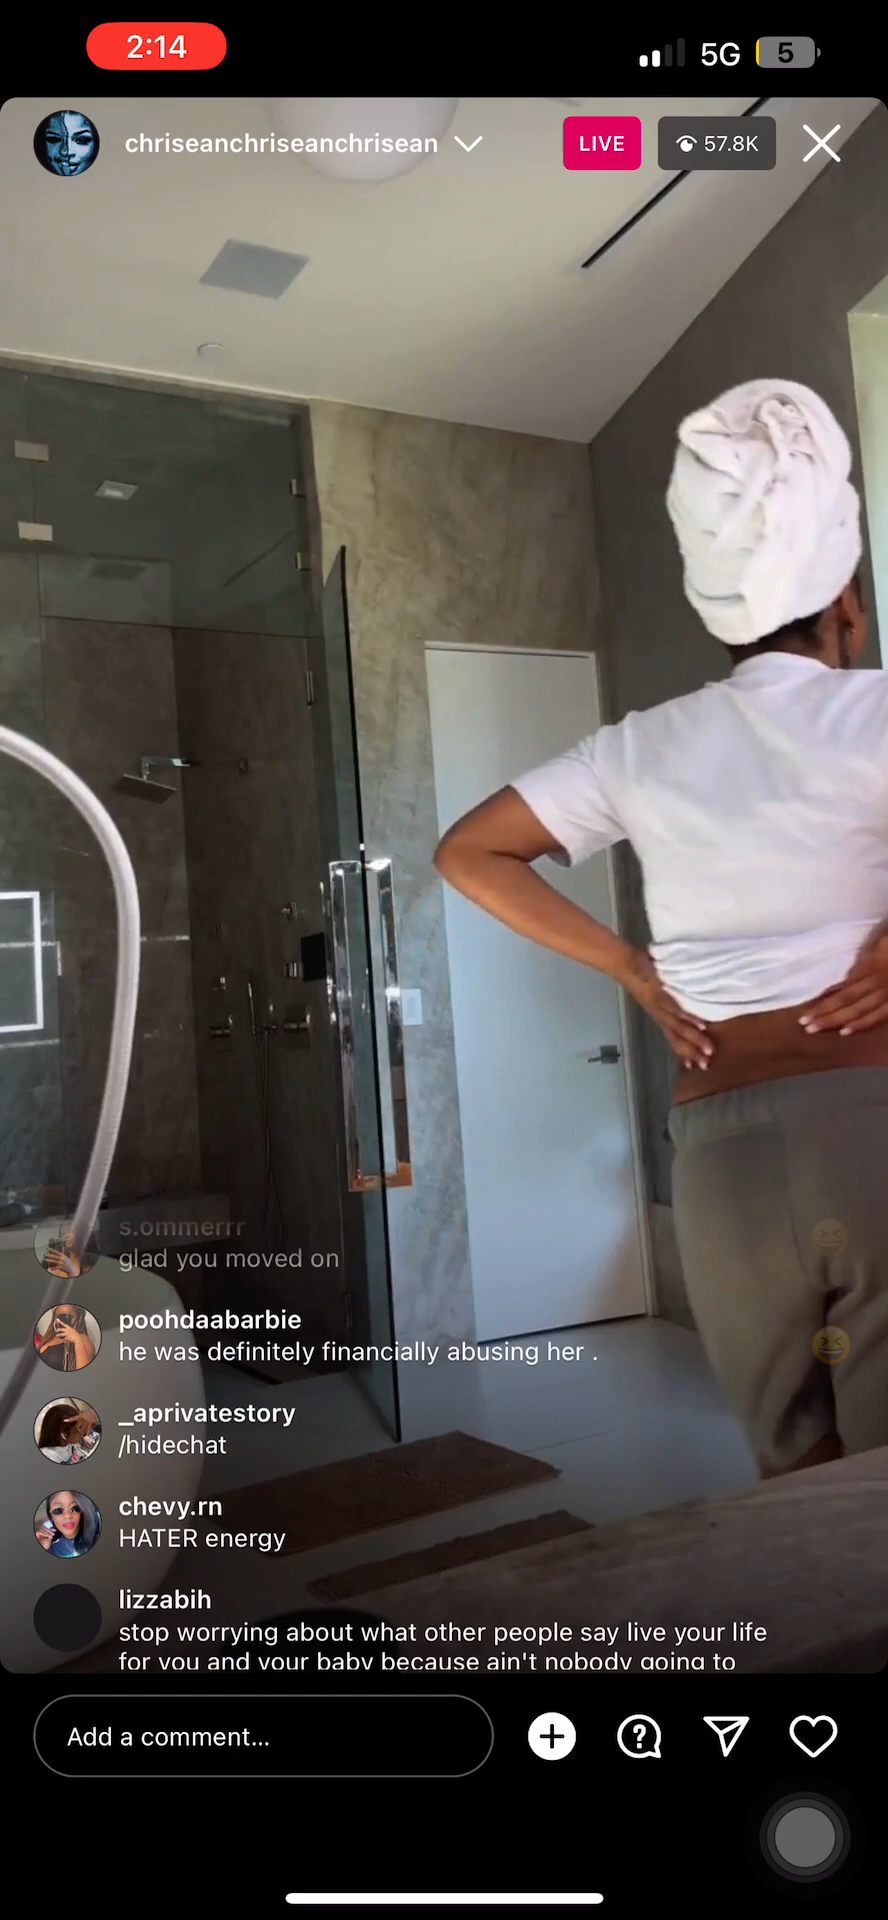 2:14
5G
5
chriseanchriseanchrisean
LIVE
57.8K
s.ommerrr
glad you moved on
poohdaabarbie
he was definitely financially abusing her .
_aprivatestory
/hidechat
chevy.rn
HATER energy
lizzabih
stop worrying about what other people say live your life
for you and your baby because ain't nobody going to
Add a comment...